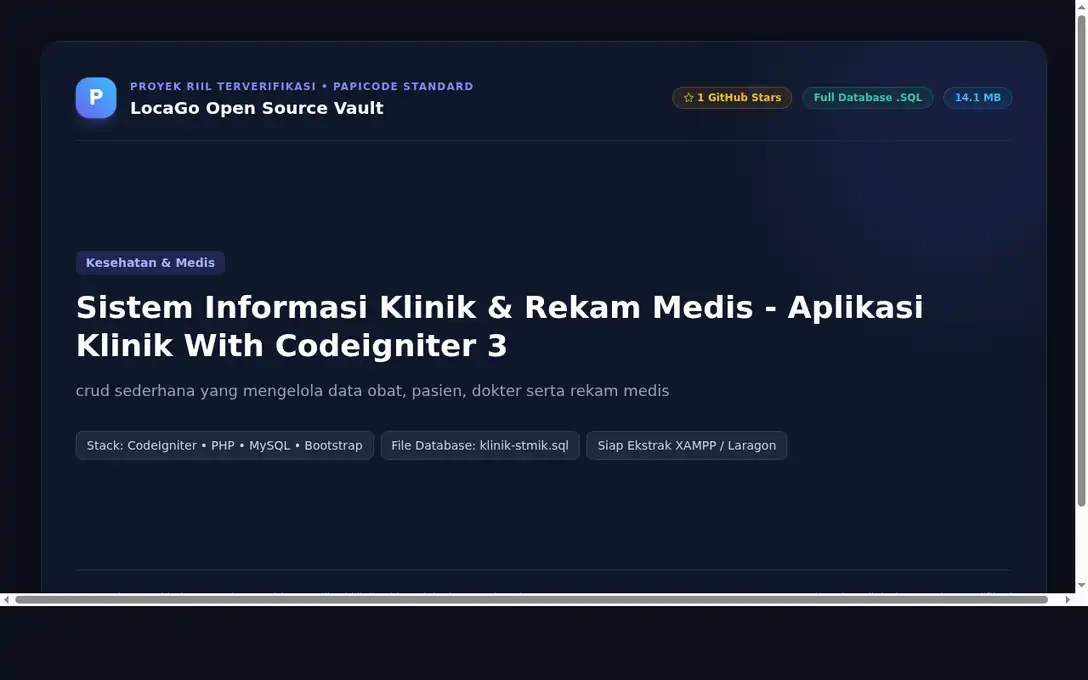 P
PROYEK RIIL TERVERIFIKASI • PAPICODE STANDARD
LocaGo Open Source Vault
☆ 1 GitHub Stars
Full Database .SQL
14.1 MB
Kesehatan & Medis
Sistem Informasi Klinik & Rekam Medis - Aplikasi
Klinik With Codeigniter 3
crud sederhana yang mengelola data obat, pasien, dokter serta rekam medis
Stack: CodeIgniter • PHP • MySQL • Bootstrap
File Database: klinik-stmik.sql
Siap Ekstrak XAMPP / Laragon